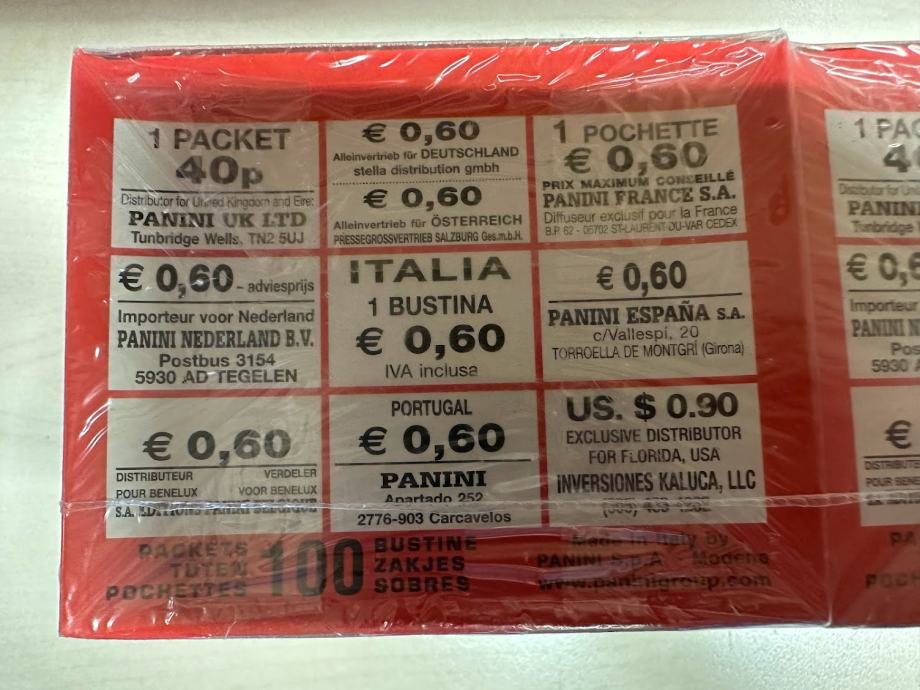 1 PACKET
40p
Distributor for United Kingdom and Eire:
PANINI UK LTD
Tunbridge Wells, TN2 5UJ
€ 0,60
Alleinvertrieb für DEUTSCHLAND
stella distribution gmbh
€ 0,60
Alleinvertrieb für ÖSTERREICH
PRESSEGROSSVERTRIEB SALZBURG Ges.m.b.H.
1 POCHETTE
€ 0,60
PRIX MAXIMUM CONSEILLÉ
PANINI FRANCE S.A.
Diffuseur exclusif pour la France
B.P. 62 - 06702 ST-LAURENT-DU-VAR CEDEX
€ 0,60 - adviesprijs
Importeur voor Nederland
PANINI NEDERLAND B.V.
Postbus 3154
5930 AD TEGELEN
ITALIA
1 BUSTINA
€ 0,60
IVA inclusa
€ 0,60
PANINI ESPAÑA S.A.
c/Vallespí, 20
TORROELLA DE MONTGRÍ (Girona)
€ 0,60
DISTRIBUTEUR VERDELER
POUR BENELUX VOOR BENELUX
S.A. EDITIONS PANINI BELGIQUE
PORTUGAL
€ 0,60
PANINI
Apartado 252
2776-903 Carcavelos
US. $ 0.90
EXCLUSIVE DISTRIBUTOR
FOR FLORIDA, USA
INVERSIONES KALUCA, LLC
PACKETS
TÜTEN
POCHETTES
100
BUSTINE
ZAKJES
SOBRES
Made in Italy by
PANINI S.p.A - Modena
www.paninigroup.com